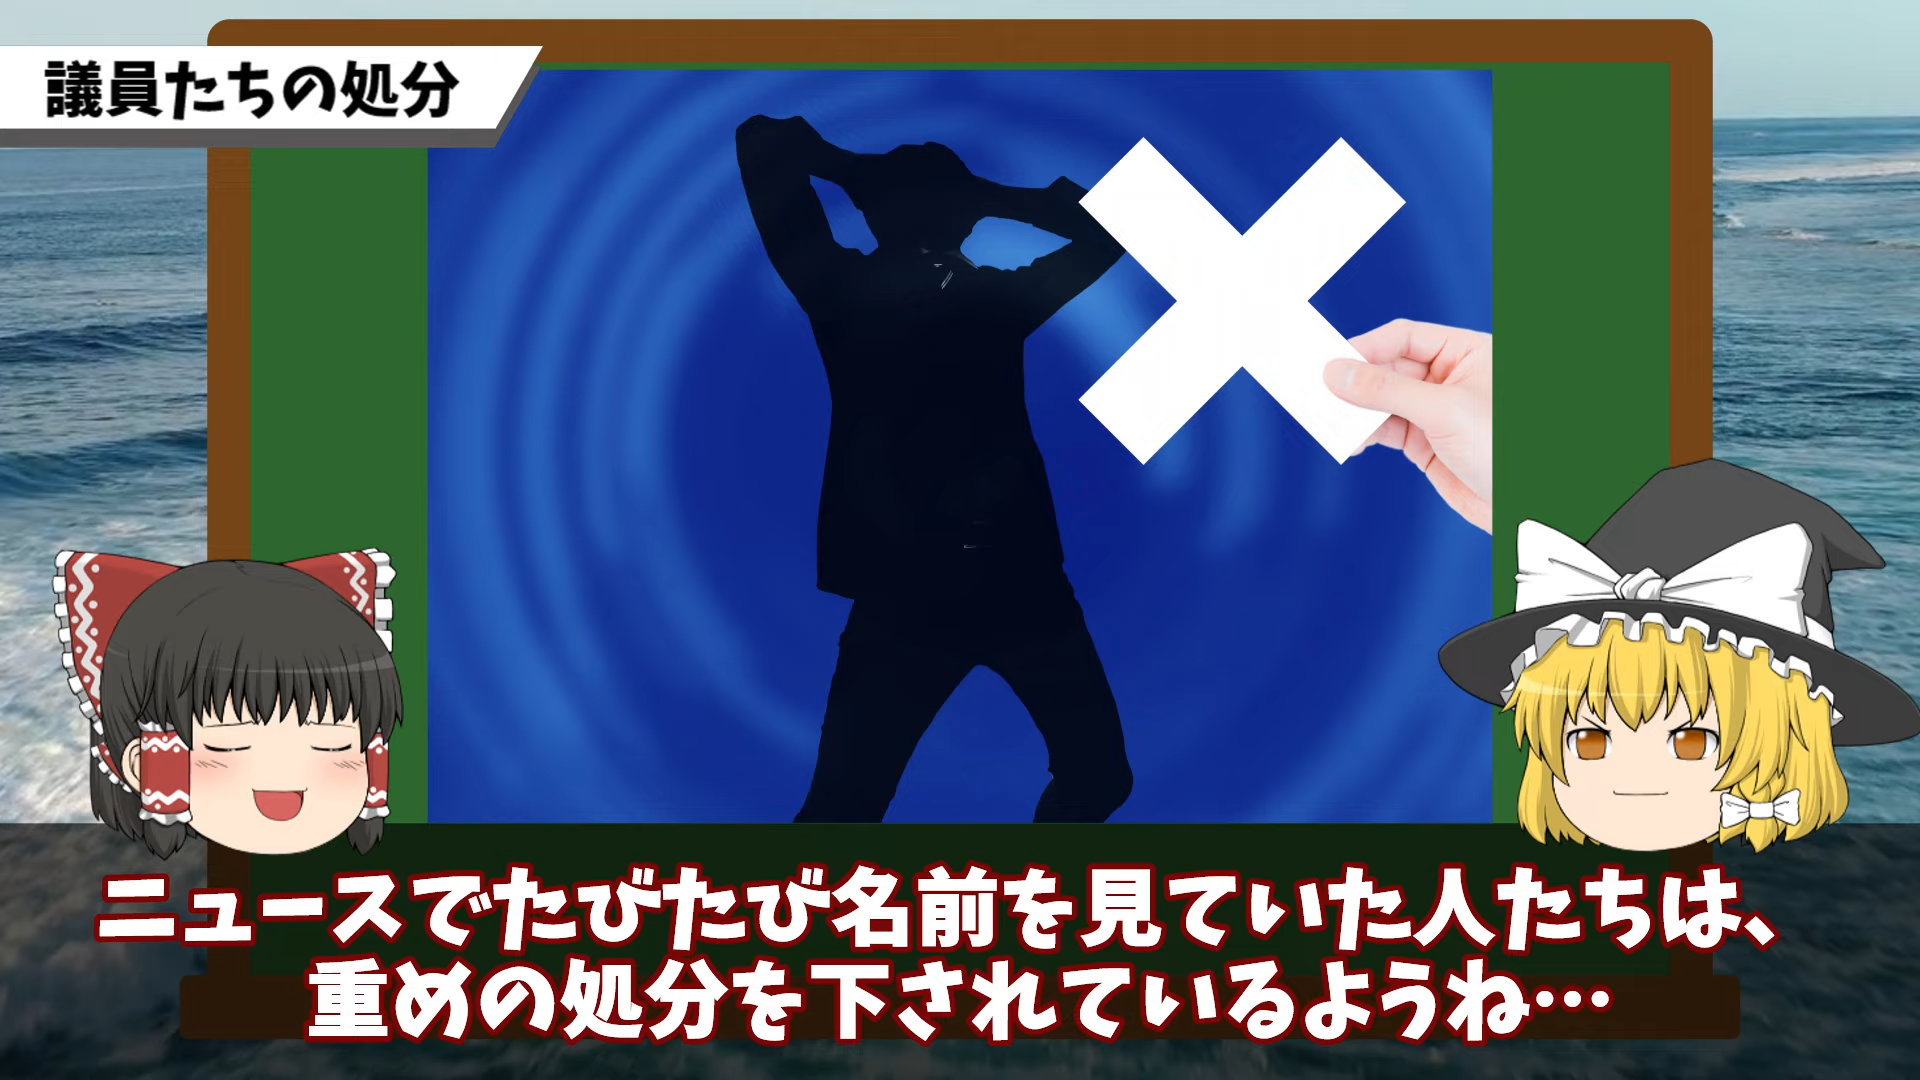 議員たちの処分
ニュースでたびたび名前を見ていた人たちは、
重めの処分を下されているようね…